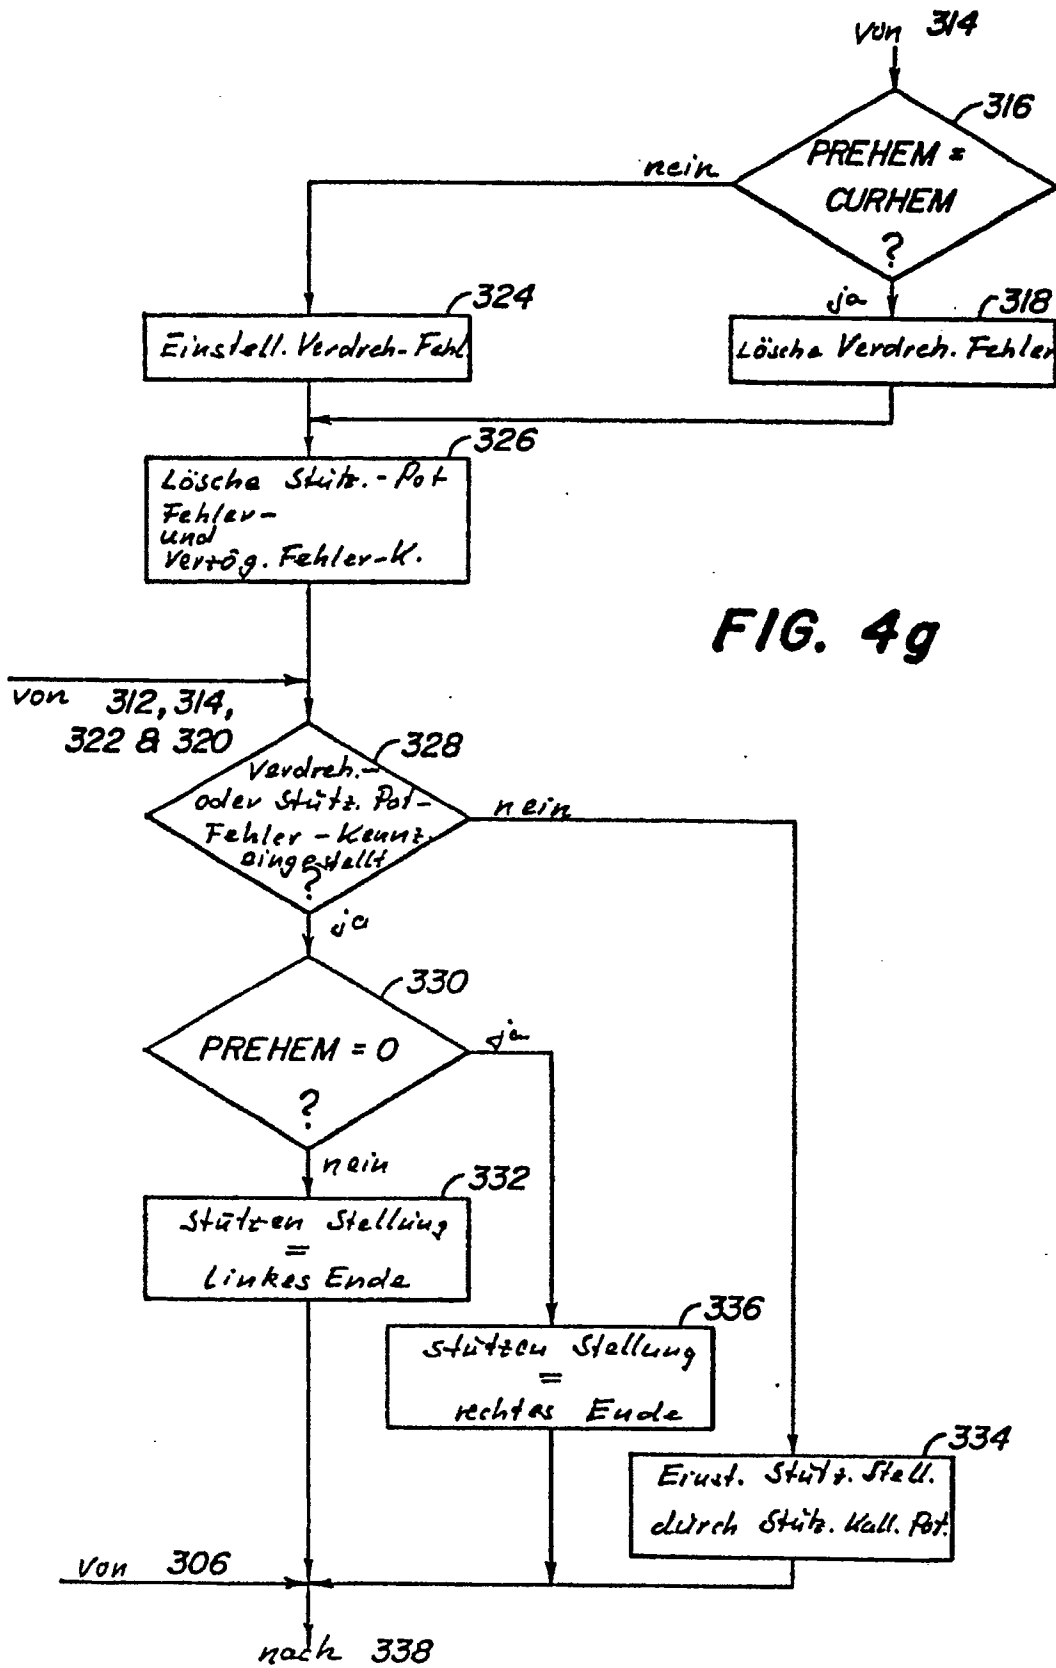 von 314
316
PREHEM =
CURHEM
?
nein
ja
324
Einstell. Verdreh-Fehl.
318
Lösche Verdreh. Fehler
326
Lösche Stütz.-Pot
Fehler-
und
Verzög. Fehler-K.
FIG. 4g
von 312, 314,
322 & 320
328
Verdreh.-
oder Stütz. Pot-
Fehler-Kennz.
eingestellt
?
nein
ja
330
PREHEM = 0
?
ja
nein
332
Stützen Stellung
=
Linkes Ende
336
Stützen Stellung
=
rechtes Ende
334
Einst. Stütz. Stell.
durch Stütz. Kall. Pot.
von 306
nach 338